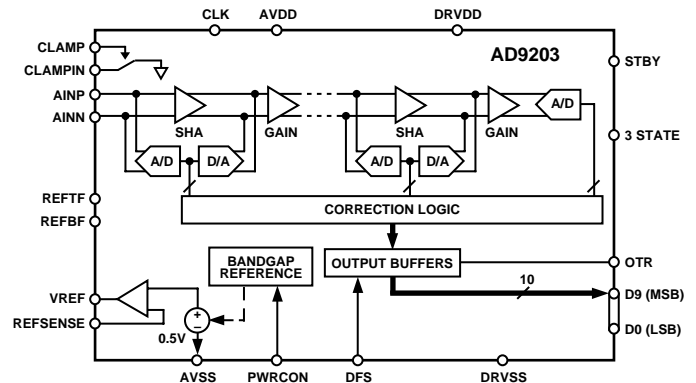 CLK AVDD DRVDD
CLAMP
AD9203
CLAMPIN
STBY
AINP
A/D
AINN
SHA GAIN SHA GAIN
3 STATE
A/D D/A A/D D/A
REFTF
CORRECTION LOGIC
REFBF
BANDGAP
REFERENCE
OUTPUT BUFFERS
OTR
10
VREF
D9 (MSB)
+
–
REFSENSE
0.5V
D0 (LSB)
AVSS PWRCON DFS DRVSS